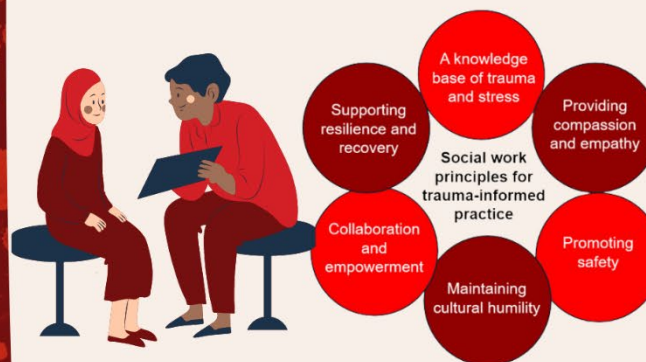 A knowledge
base of trauma
and stress
Providing
compassion
and empathy
Promoting
safety
Maintaining
cultural humility
Collaboration
and
empowerment
Supporting
resilience and
recovery
Social work
principles for
trauma-informed
practice